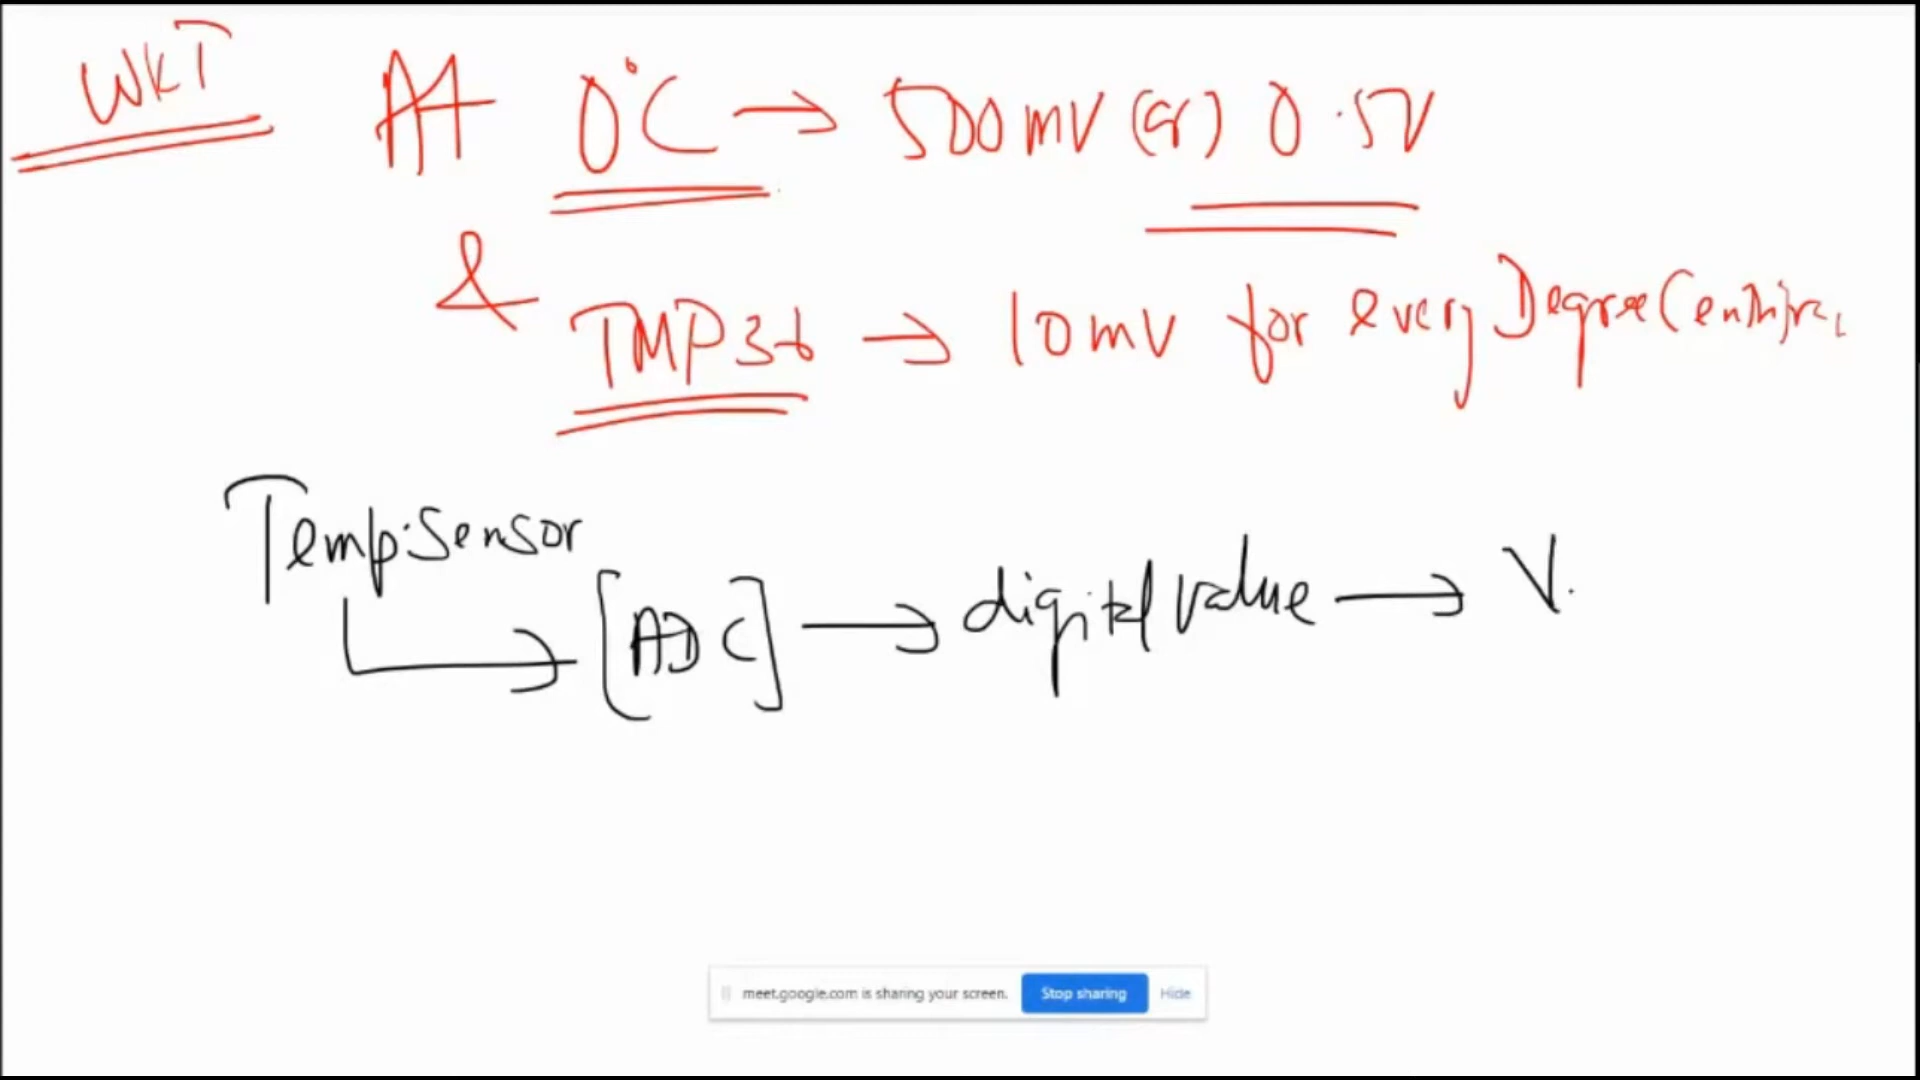 WKT At 0°C → 500mV (or) 0.5V
& TMP36 → 10mV for every Degree
Temp.Sensor
[ADC] → digital value → V.
meet.google.com is sharing your screen. Stop sharing Hide